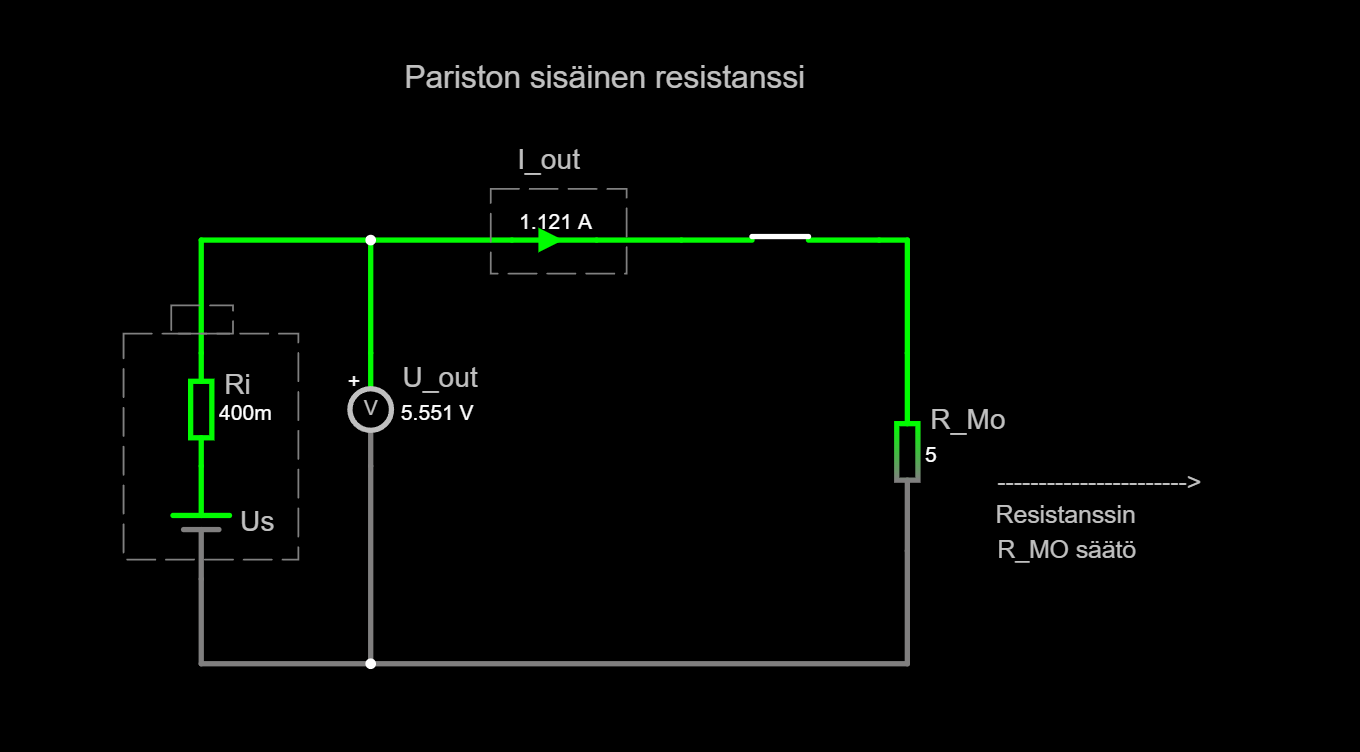 Pariston sisäinen resistanssi
I_out
1.121 A
Ri
400m
+
U_out
V
5.551 V
R_Mo
5
----------------------->
Us
Resistanssin
R_MO säätö